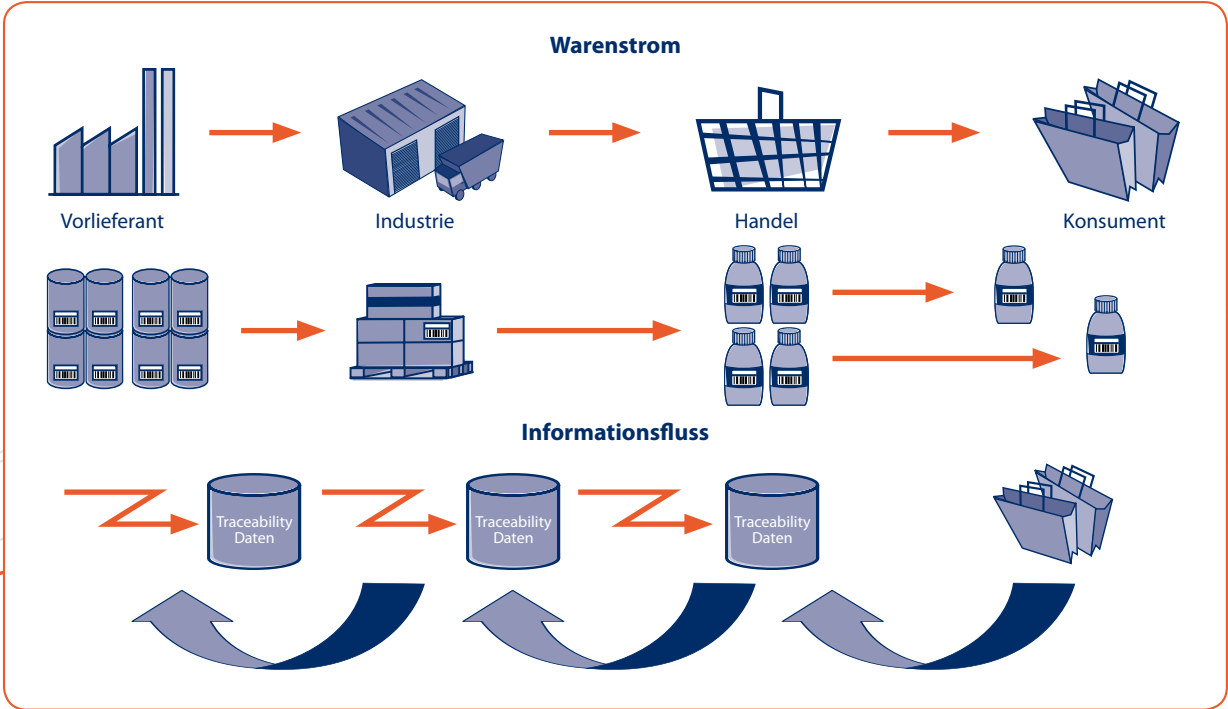 Warenstrom
Vorlieferant
Industrie
Handel
Konsument
Informationsfluss
Traceability
Daten
Traceability
Daten
Traceability
Daten